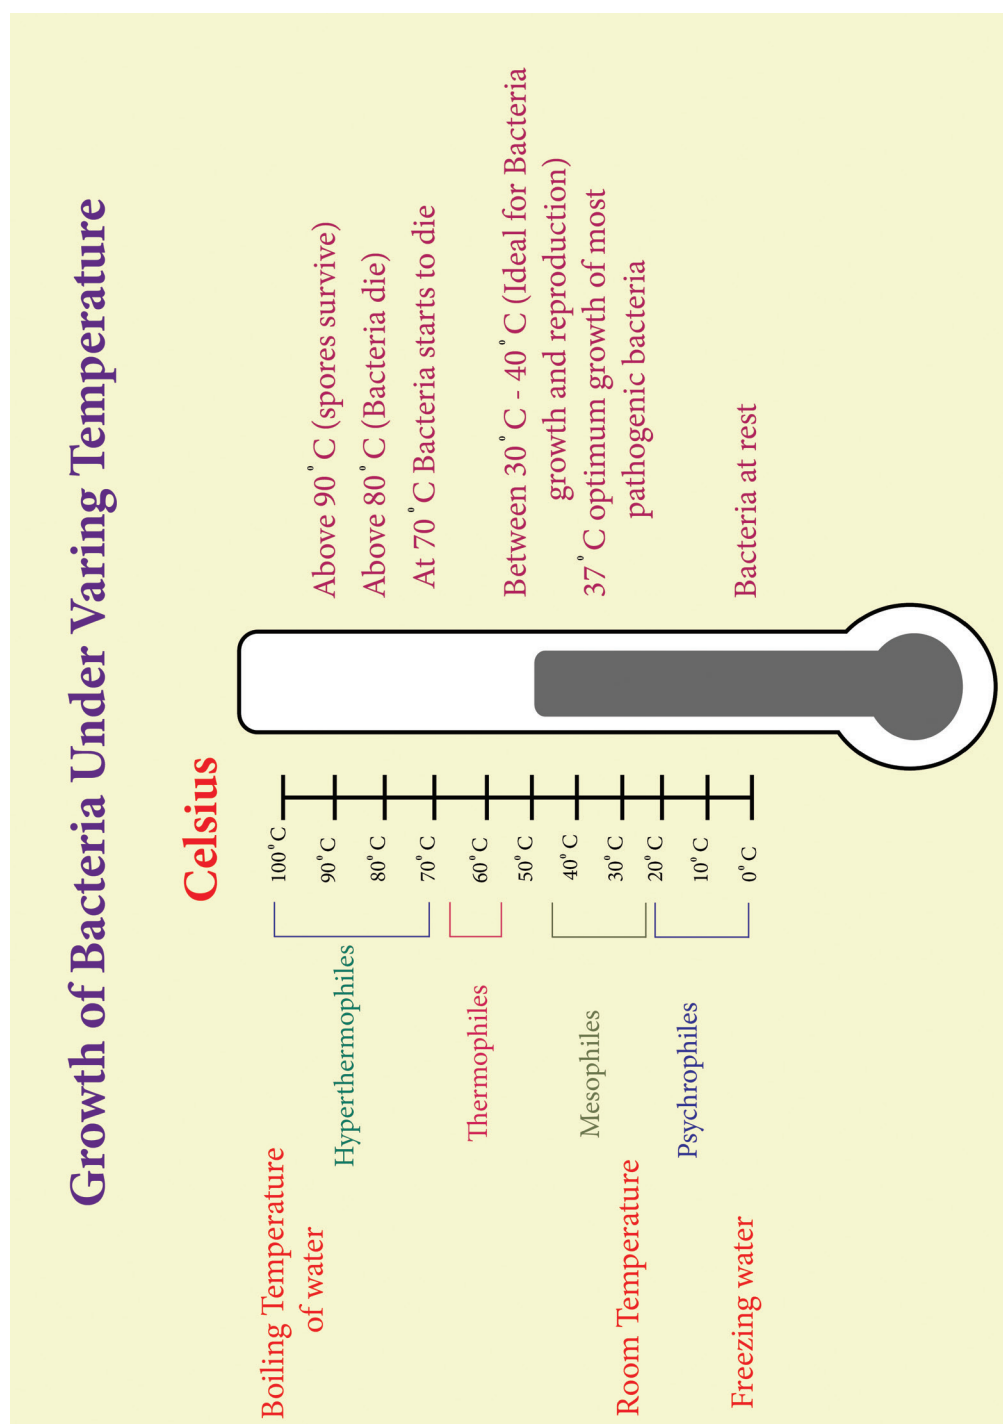 Growth of Bacteria Under Varing Temperature
Celsius
Boiling Temperature
of water
Room Temperature
Freezing water
Hyperthermophiles
Thermophiles
Mesophiles
Psychrophiles
100° C
90° C
80° C
70° C
60° C
50° C
40° C
30° C
20° C
10° C
0° C
Above 90° C (spores survive)
Above 80° C (Bacteria die)
At 70° C Bacteria starts to die
Between 30° C - 40° C (Ideal for Bacteria
growth and reproduction)
37° C optimum growth of most
pathogenic bacteria
Bacteria at rest